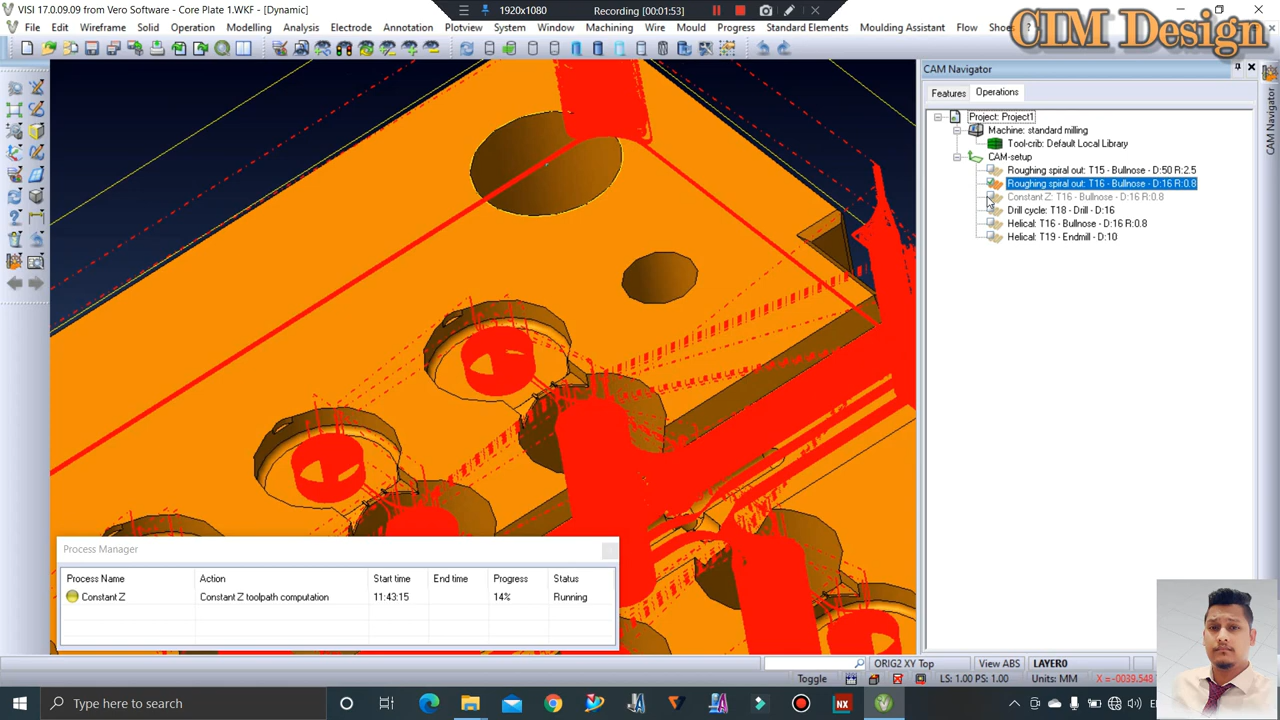 VISI 17.0.09.09 from Vero Software - Core Plate 1.WKF - [Dynamic]
1920x1080
Recording [00:01:53]
CIM Design
File Edit Wireframe Solid Operation Modelling Analysis Electrode Annotation Plotview System Window Machining Wire Mould Progress Standard Elements Moulding Assistant Flow Shoes ?
CAM Navigator
Features Operations
CAM Navigator
Project: Project1
Machine: standard milling
Tool-crib: Default Local Library
CAM-setup
Roughing spiral out: T15 - Bullnose - D:50 R:2.5
Roughing spiral out: T16 - Bullnose - D:16 R:0.8
Constant Z: T16 - Bullnose - D:16 R:0.8
Drill cycle: T18 - Drill - D:16
Helical: T16 - Bullnose - D:16 R:0.8
Helical: T19 - Endmill - D:10
Process Manager
Process Name Action Start time End time Progress Status
Constant Z Constant Z toolpath computation 11:43:15 14% Running
ORIG2 XY Top View ABS LAYER0
Toggle LS: 1.00 PS: 1.00 Units: MM X =-0039.548
Type here to search
NX